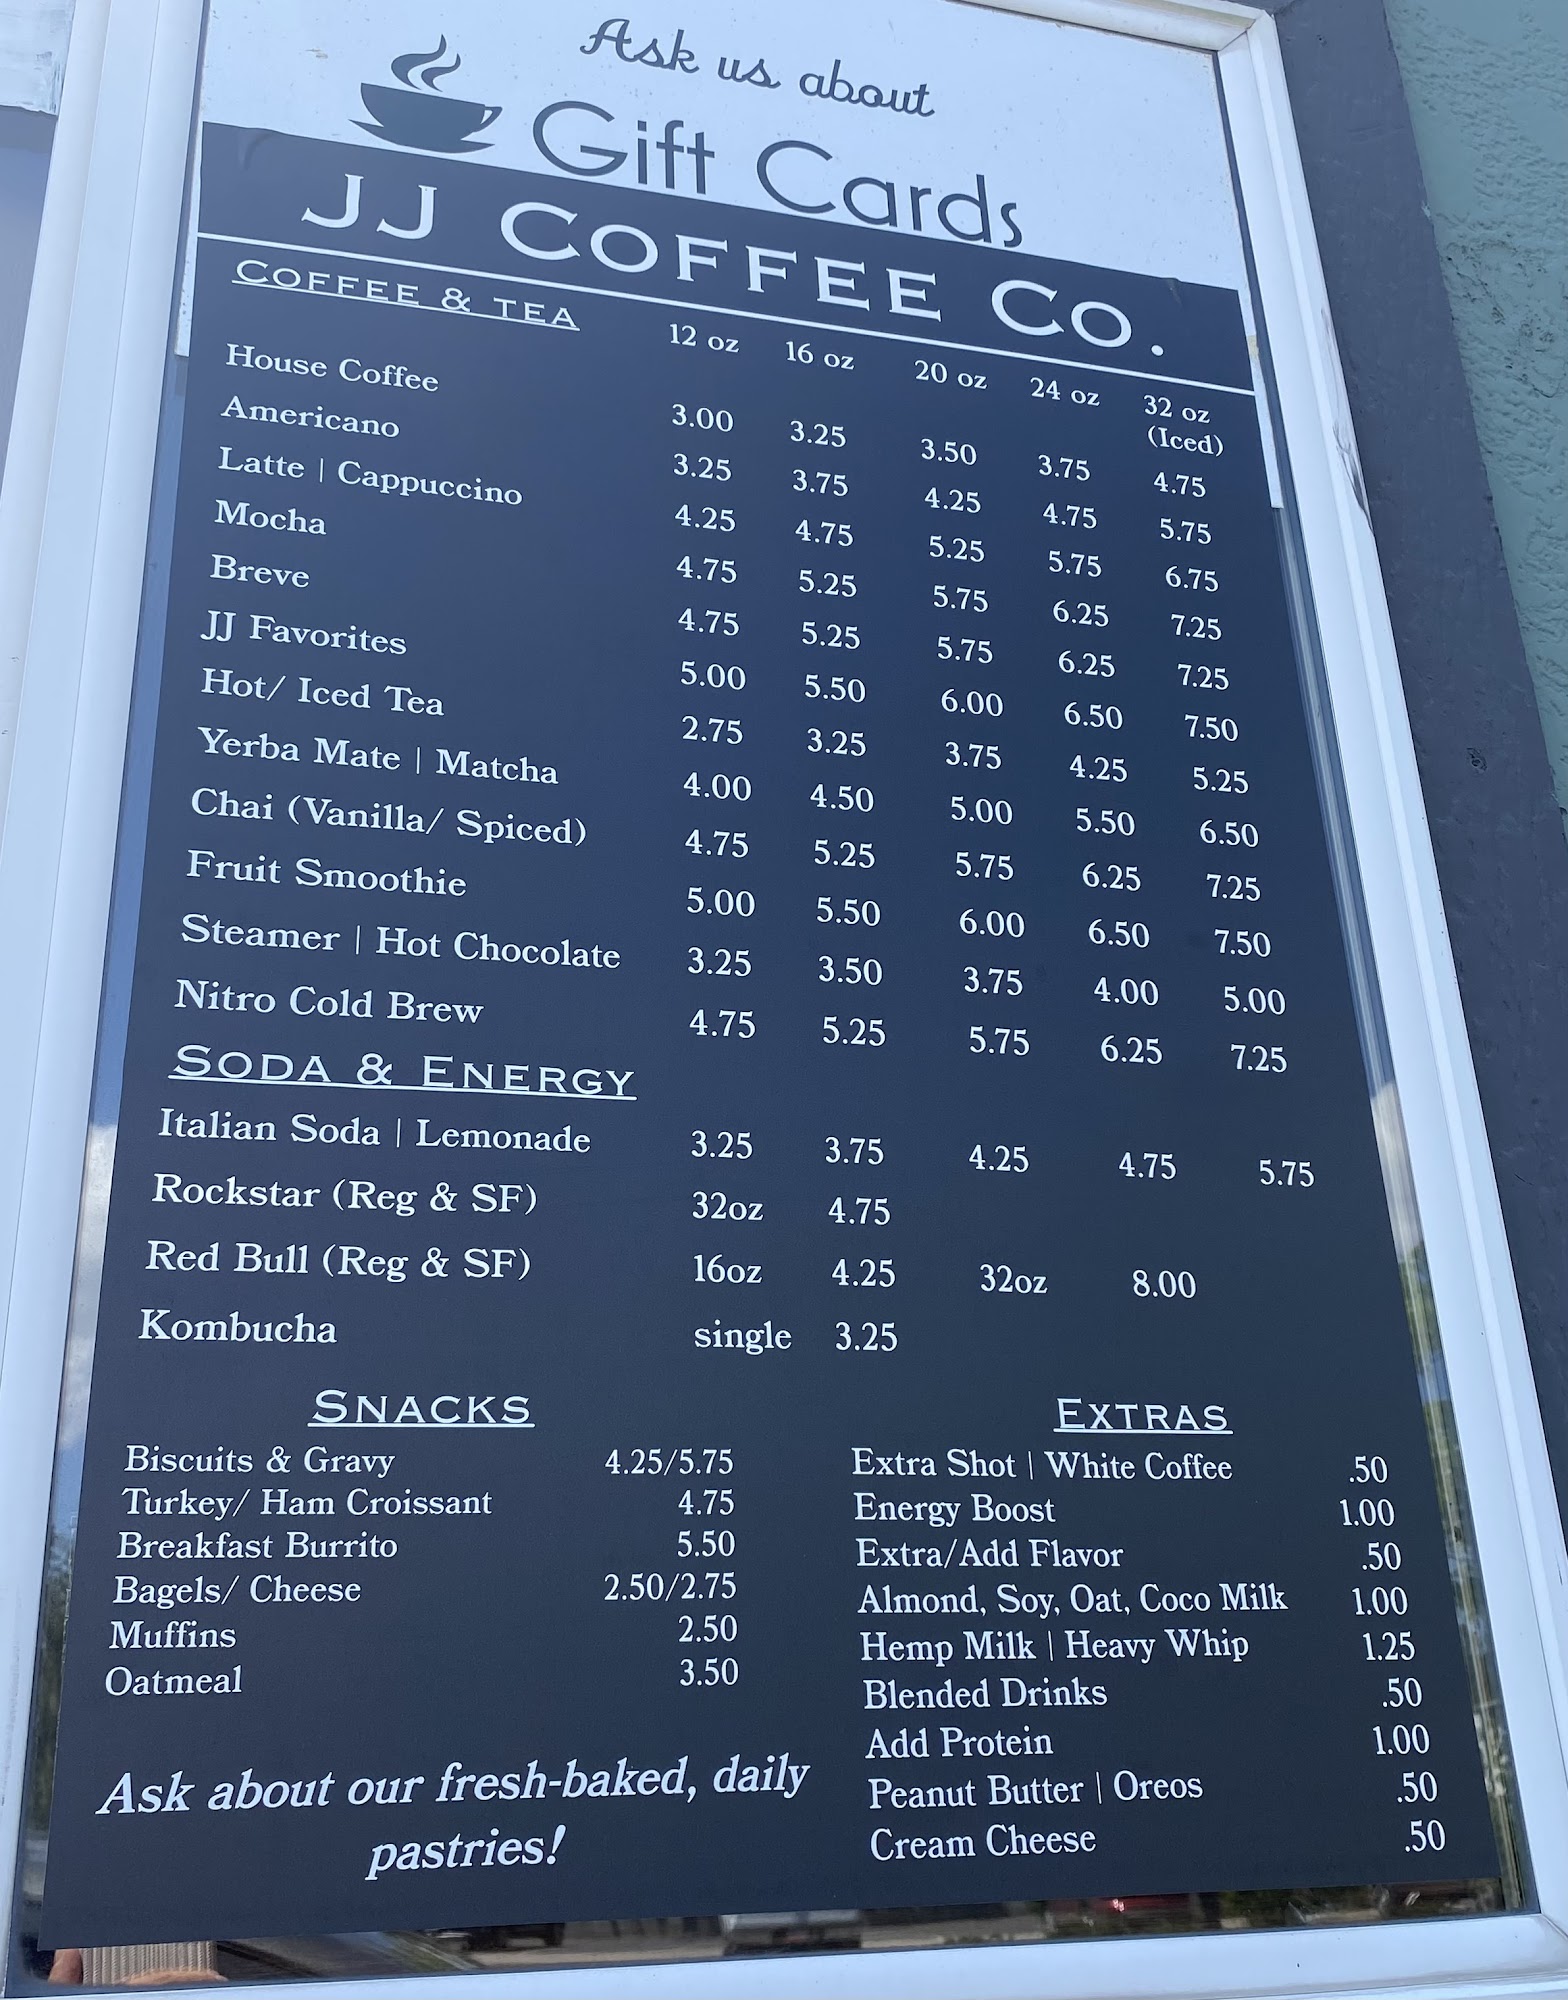 Ask us about
Gift Cards
JJ COFFEE CO.
COFFEE & TEA 12 oz 16 oz 20 oz 24 oz 32 oz
(Iced)
House Coffee 3.00 3.25 3.50 3.75 4.75
Americano 3.25 3.75 4.25 4.75 5.75
Latte | Cappuccino 4.25 4.75 5.25 5.75 6.75
Mocha 4.75 5.25 5.75 6.25 7.25
Breve 4.75 5.25 5.75 6.25 7.25
JJ Favorites 5.00 5.50 6.00 6.50 7.50
Hot/ Iced Tea 2.75 3.25 3.75 4.25 5.25
Yerba Mate | Matcha 4.00 4.50 5.00 5.50 6.50
Chai (Vanilla/ Spiced) 4.75 5.25 5.75 6.25 7.25
Fruit Smoothie 5.00 5.50 6.00 6.50 7.50
Steamer | Hot Chocolate 3.25 3.50 3.75 4.00 5.00
Nitro Cold Brew 4.75 5.25 5.75 6.25 7.25
SODA & ENERGY
Italian Soda | Lemonade 3.25 3.75 4.25 4.75 5.75
Rockstar (Reg & SF) 32oz 4.75
Red Bull (Reg & SF) 16oz 4.25 32oz 8.00
Kombucha single 3.25
SNACKS
Biscuits & Gravy 4.25/5.75
Turkey/ Ham Croissant 4.75
Breakfast Burrito 5.50
Bagels/ Cheese 2.50/2.75
Muffins 2.50
Oatmeal 3.50
Ask about our fresh-baked, daily
pastries!
EXTRAS
Extra Shot | White Coffee .50
Energy Boost 1.00
Extra/Add Flavor .50
Almond, Soy, Oat, Coco Milk 1.00
Hemp Milk | Heavy Whip 1.25
Blended Drinks .50
Add Protein 1.00
Peanut Butter | Oreos .50
Cream Cheese .50